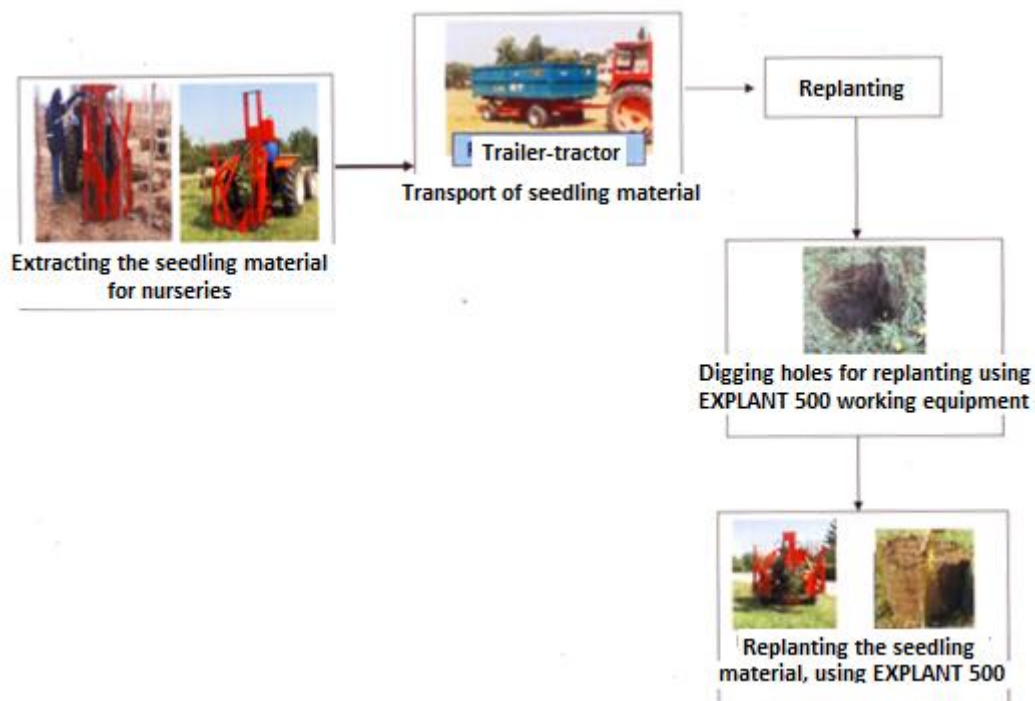 Extracting the seedling material
for nurseries
Trailer-tractor
Transport of seedling material
Replanting
Digging holes for replanting using
EXPLANT 500 working equipment
Replanting the seedling
material, using EXPLANT 500